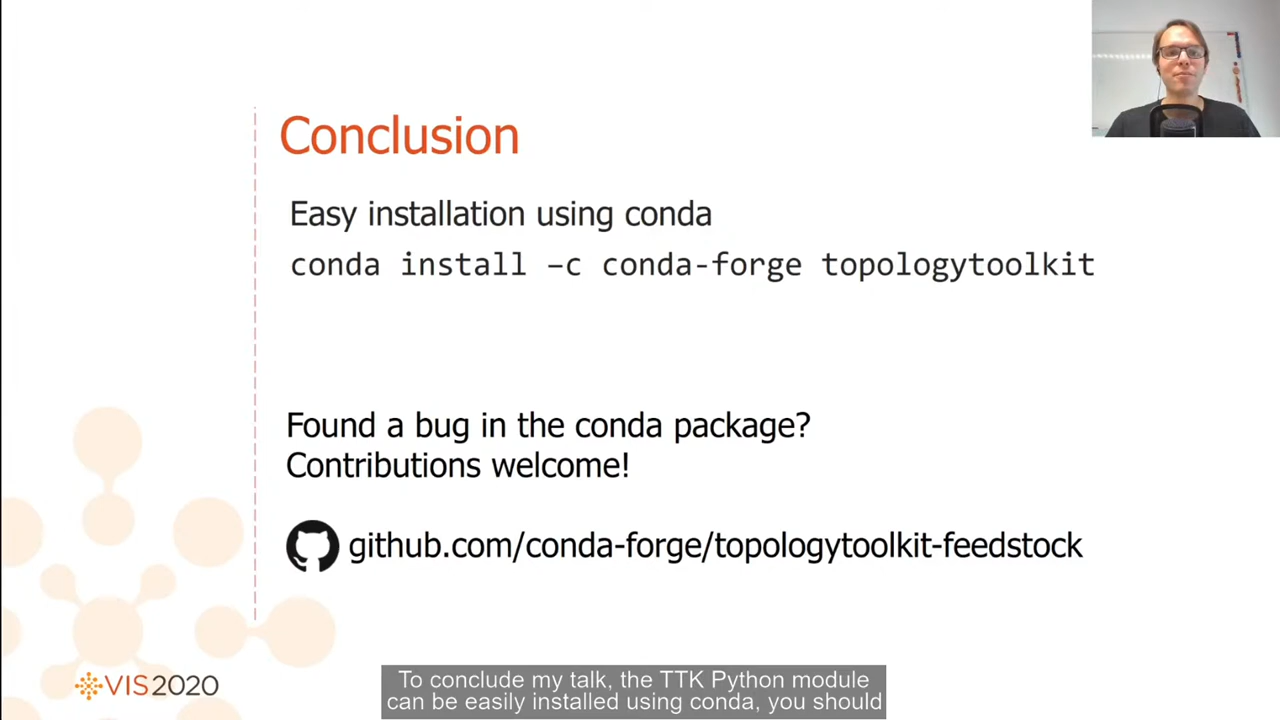 Conclusion
Easy installation using conda
conda install –c conda-forge topologytoolkit
Found a bug in the conda package?
Contributions welcome!
github.com/conda-forge/topologytoolkit-feedstock
VIS2020
To conclude my talk, the TTK Python module
can be easily installed using conda, you should